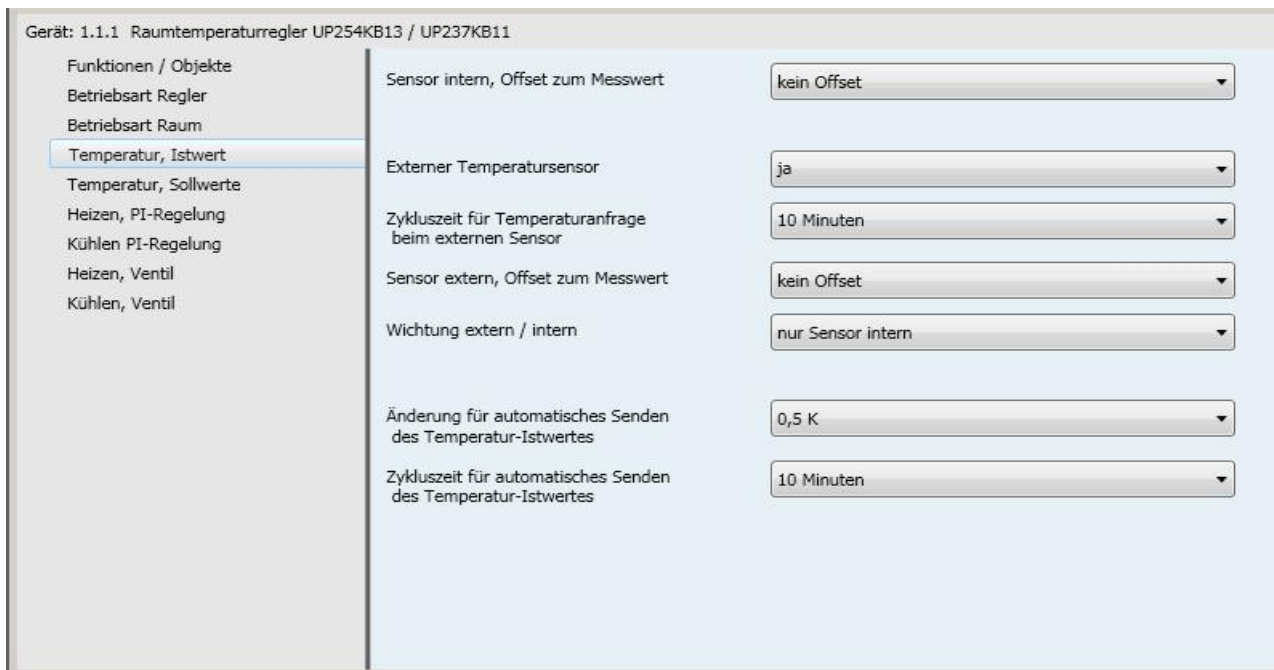 Gerät: 1.1.1 Raumtemperaturregler UP254KB13 / UP237KB11
Funktionen / Objekte
Betriebsart Regler
Betriebsart Raum
Temperatur, Istwert
Temperatur, Sollwerte
Heizen, PI-Regelung
Kühlen PI-Regelung
Heizen, Ventil
Kühlen, Ventil
Sensor intern, Offset zum Messwert
kein Offset
Externer Temperatursensor
ja
Zykluszeit für Temperaturanfrage
beim externen Sensor
10 Minuten
Sensor extern, Offset zum Messwert
kein Offset
Wichtung extern / intern
nur Sensor intern
Änderung für automatisches Senden
des Temperatur-Istwertes
0,5 K
Zykluszeit für automatisches Senden
des Temperatur-Istwertes
10 Minuten